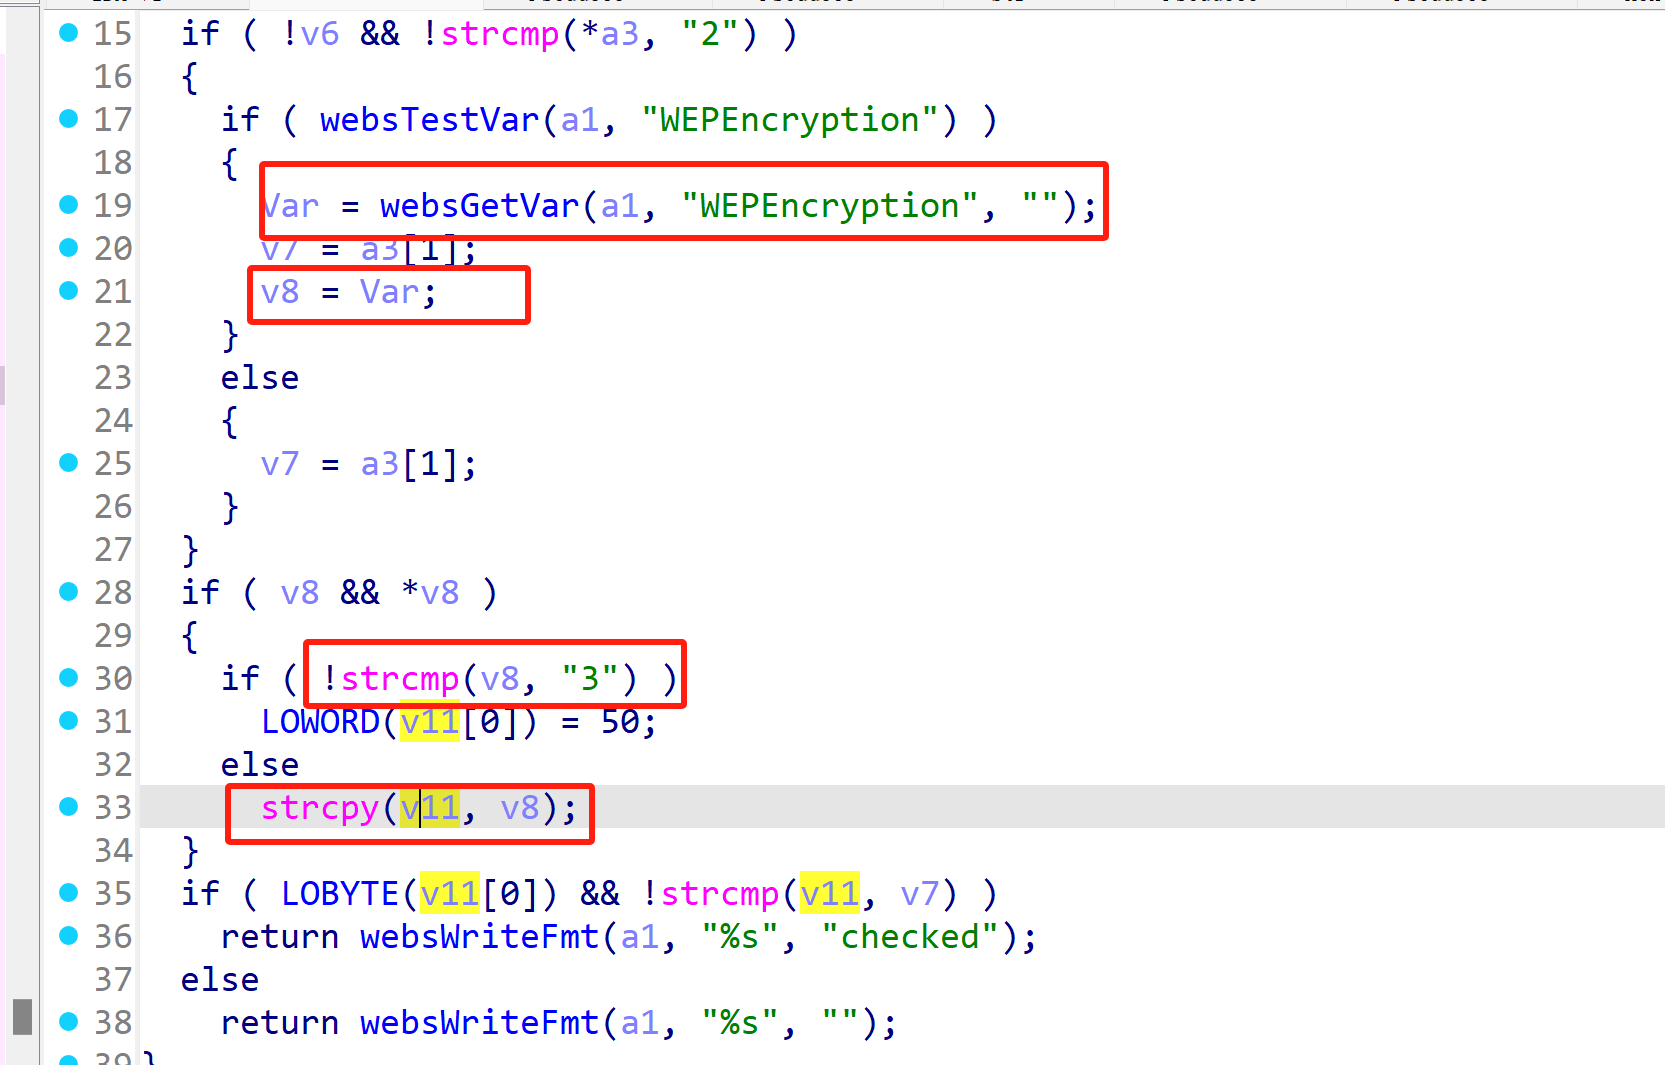 15 if ( !v6 && !strcmp(*a3, "2") )
16 {
17 if ( websTestVar(a1, "WEPEncryption") )
18 {
19 Var = websGetVar(a1, "WEPEncryption", "");
20 v7 = a3[1];
21 v8 = Var;
22 }
23 else
24 {
25 v7 = a3[1];
26 }
27 }
28 if ( v8 && *v8 )
29 {
30 if ( !strcmp(v8, "3") )
31 LOWORD(v11[0]) = 50;
32 else
33 strcpy(v11, v8);
34 }
35 if ( LOBYTE(v11[0]) && !strcmp(v11, v7) )
36 return websWriteFmt(a1, "%s", "checked");
37 else
38 return websWriteFmt(a1, "%s", "");
39 }